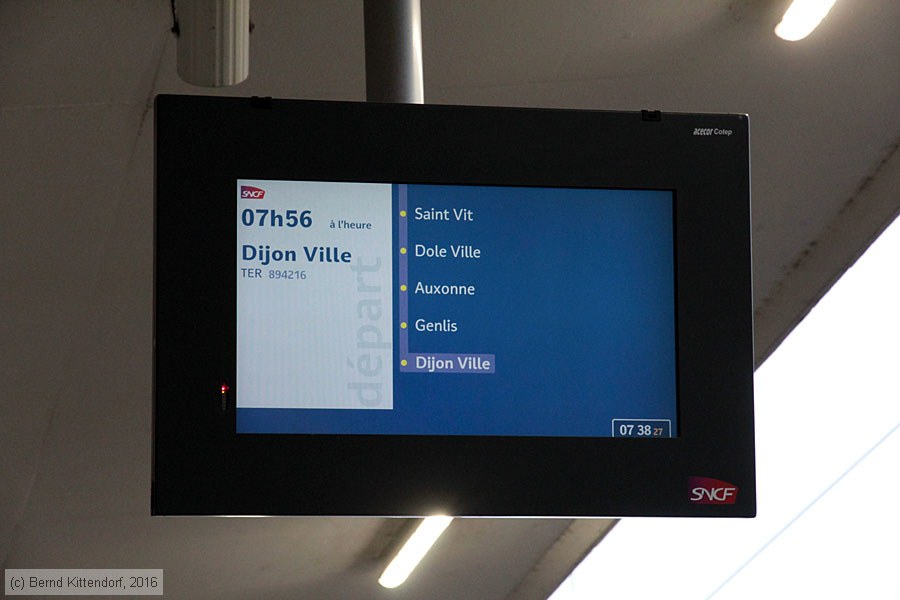 acecor Cotep
SNCF
07h56 à l'heure
Dijon Ville
TER 894216
départ
Saint Vit
Dole Ville
Auxonne
Genlis
Dijon Ville
07 38 27
SNCF
(c) Bernd Kittendorf, 2016